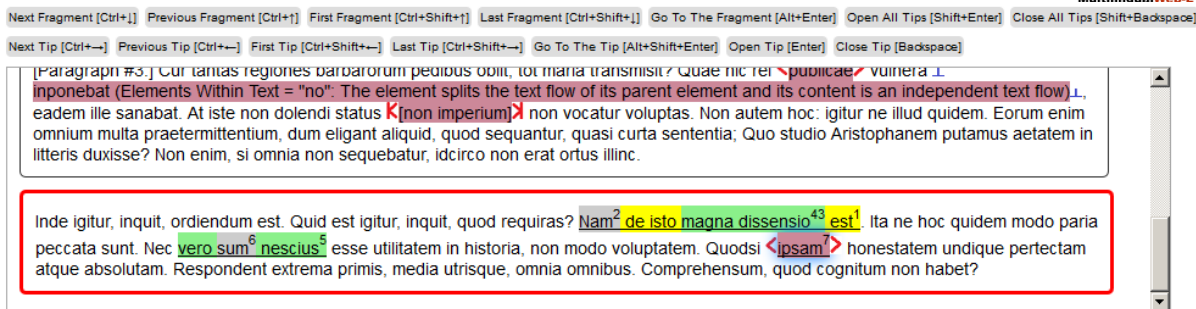 Next Fragment [Ctrl+↓] Previous Fragment [Ctrl+↑] First Fragment [Ctrl+Shift+↑] Last Fragment [Ctrl+Shift+↓] Go To The Fragment [Alt+Enter] Open All Tips [Shift+Enter] Close All Tips [Shift+Backspace]
Next Tip [Ctrl+→] Previous Tip [Ctrl+←] First Tip [Ctrl+Shift+←] Last Tip [Ctrl+Shift+→] Go To The Tip [Alt+Shift+Enter] Open Tip [Enter] Close Tip [Backspace]
[Paragraph #3.] Cur tantas regiones barbarorum pedibus obiit, tot maria transmisit? Quae hic rei <publicae> vulnera ⊥
inponebat (Elements Within Text = "no": The element splits the text flow of its parent element and its content is an independent text flow)⊥,
eadem ille sanabat. At iste non dolendi status K[non imperium]X non vocatur voluptas. Non autem hoc: igitur ne illud quidem. Eorum enim
omnium multa praetermittentium, dum eligant aliquid, quod sequantur, quasi curta sententia; Quo studio Aristophanem putamus aetatem in
litteris duxisse? Non enim, si omnia non sequebatur, idcirco non erat ortus illinc.
Inde igitur, inquit, ordiendum est. Quid est igitur, inquit, quod requiras? Nam2 de isto magna dissensio43 est1. Ita ne hoc quidem modo paria
peccata sunt. Nec vero sum6 nescius5 esse utilitatem in historia, non modo voluptatem. Quodsi <ipsam7> honestatem undique pertectam
atque absolutam. Respondent extrema primis, media utrisque, omnia omnibus. Comprehensum, quod cognitum non habet?